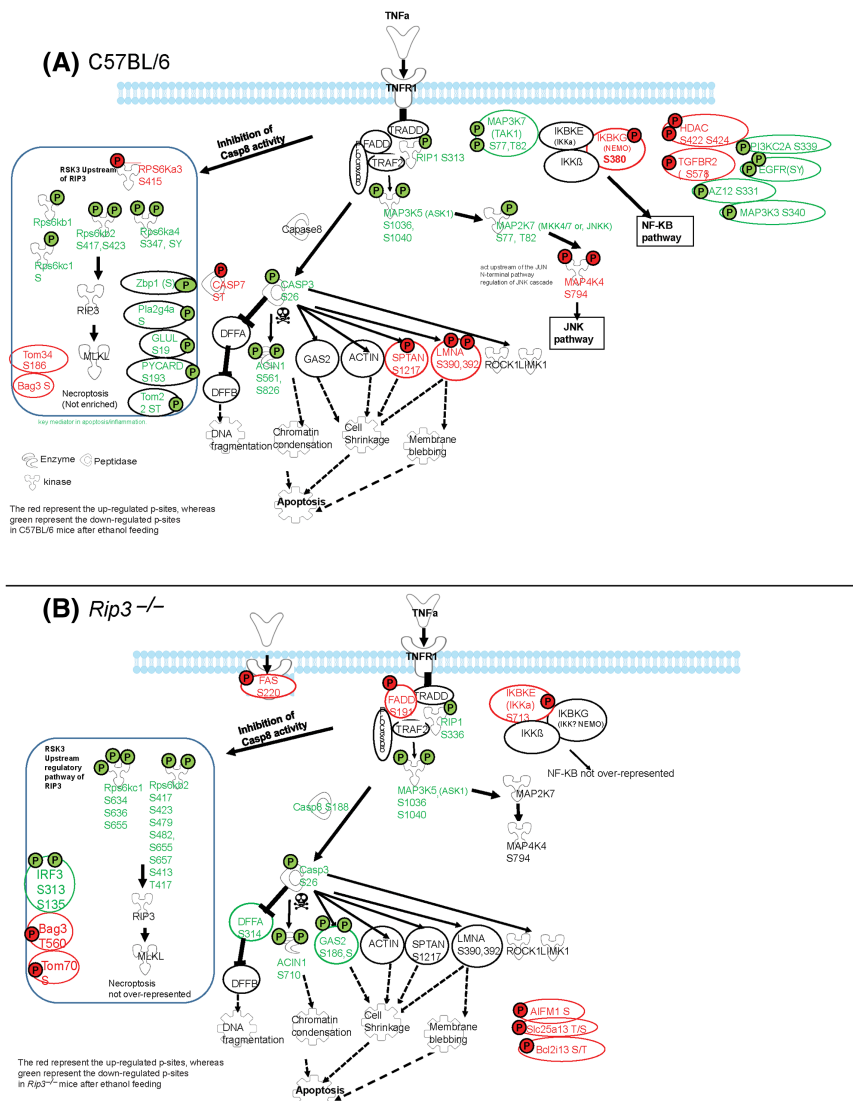 (A) C57BL/6
TNFa
TNFR1
TRADD
FADD
TRAF2
RIP1 S313
P
P
MAP3K7
(TAK1)
S77,T82
P
P
IKBKE
(IKKa)
IKKß
IKBKG
(NEMO)
S380
P
HDAC
S422 S424
P
P
TGFBR2
( . S578
P
PI3KC2A S339
P
EGFR(SY)
P
P
AZ12 S331
P
MAP3K3 S340
P
Inhibition of
Casp8 activity
NF-KB
pathway
P
P
MAP3K5 (ASK1)
S1036,
S1040
P
MAP2K7 (MKK4/7 or, JNKK)
S77, T82
act upstream of the JUN
N-terminal pathway
regulation of JNK cascade
P
P
MAP4K4
S794
JNK
pathway
RSK3 Upstream
of RIP3
P
RPS6Ka3
S415
P
Rps6kb1
P
Rps6kc1
S
P
P
Rps6kb2
S417,S423
P
P
Rps6ka4
S347, SY
RIP3
MLKL
Necroptosis
(Not enriched)
Tom34
S186
Bag3 S
Zbp1 (S)
P
Pla2g4a
S
P
GLUL
S19
P
PYCARD
S193
P
Tom2
2 ST
P
key mediator in apoptosis/inflammation
Capase8
P
CASP7
ST
P
CASP3
S26
DFFA
DFFB
P
P
ACIN1
S561,
S826
GAS2
ACTIN
P
SPTAN
S1217
P
P
LMNA
S390,392
ROCK1
LIMK1
DNA
fragmentation
Chromatin
condensation
Cell
Shrinkage
Membrane
blebbing
Apoptosis
Enzyme
Peptidase
kinase
The red represent the up-regulated p-sites, whereas
green represent the down-regulated p-sites
in C57BL/6 mice after ethanol feeding
(B) Rip3 –/–
TNFa
TNFR1
P
FAS
S220
P
FADD
S191
TRADD
TRAF2
P
RIP1
S336
P
IKBKE
(IKKa)
S713
IKBKG
(IKK? NEMO)
IKKß
NF-KB not over-represented
Inhibition of
Casp8 activity
P
P
MAP3K5 (ASK1)
S1036
S1040
MAP2K7
MAP4K4
S794
RSK3
Upstream
regulatory
pathway of
RIP3
P
P
P
Rps6kc1
S634
S636
S655
P
P
Rps6kb2
S417
S423
S479
S482,
S655
S657
S413
T417
RIP3
MLKL
Necroptosis
not over-represented
P
P
IRF3
S313
S135
P
Bag3
T560
P
Tom70
S
Casp8 S188
P
Casp3
S26
DFFA
S314
DFFB
P
P
ACIN1
S710
P
P
GAS2
S186,S
ACTIN
SPTAN
S1217
LMNA
S390,392
ROCK1
LIMK1
DNA
fragmentation
Chromatin
condensation
Cell
Shrinkage
Membrane
blebbing
Apoptosis
P
AIFM1 S
P
Slc25a13 T/S
P
Bcl2i13 S/T
The red represent the up-regulated p-sites, whereas
green represent the down-regulated p-sites
in Rip3–/– mice after ethanol feeding